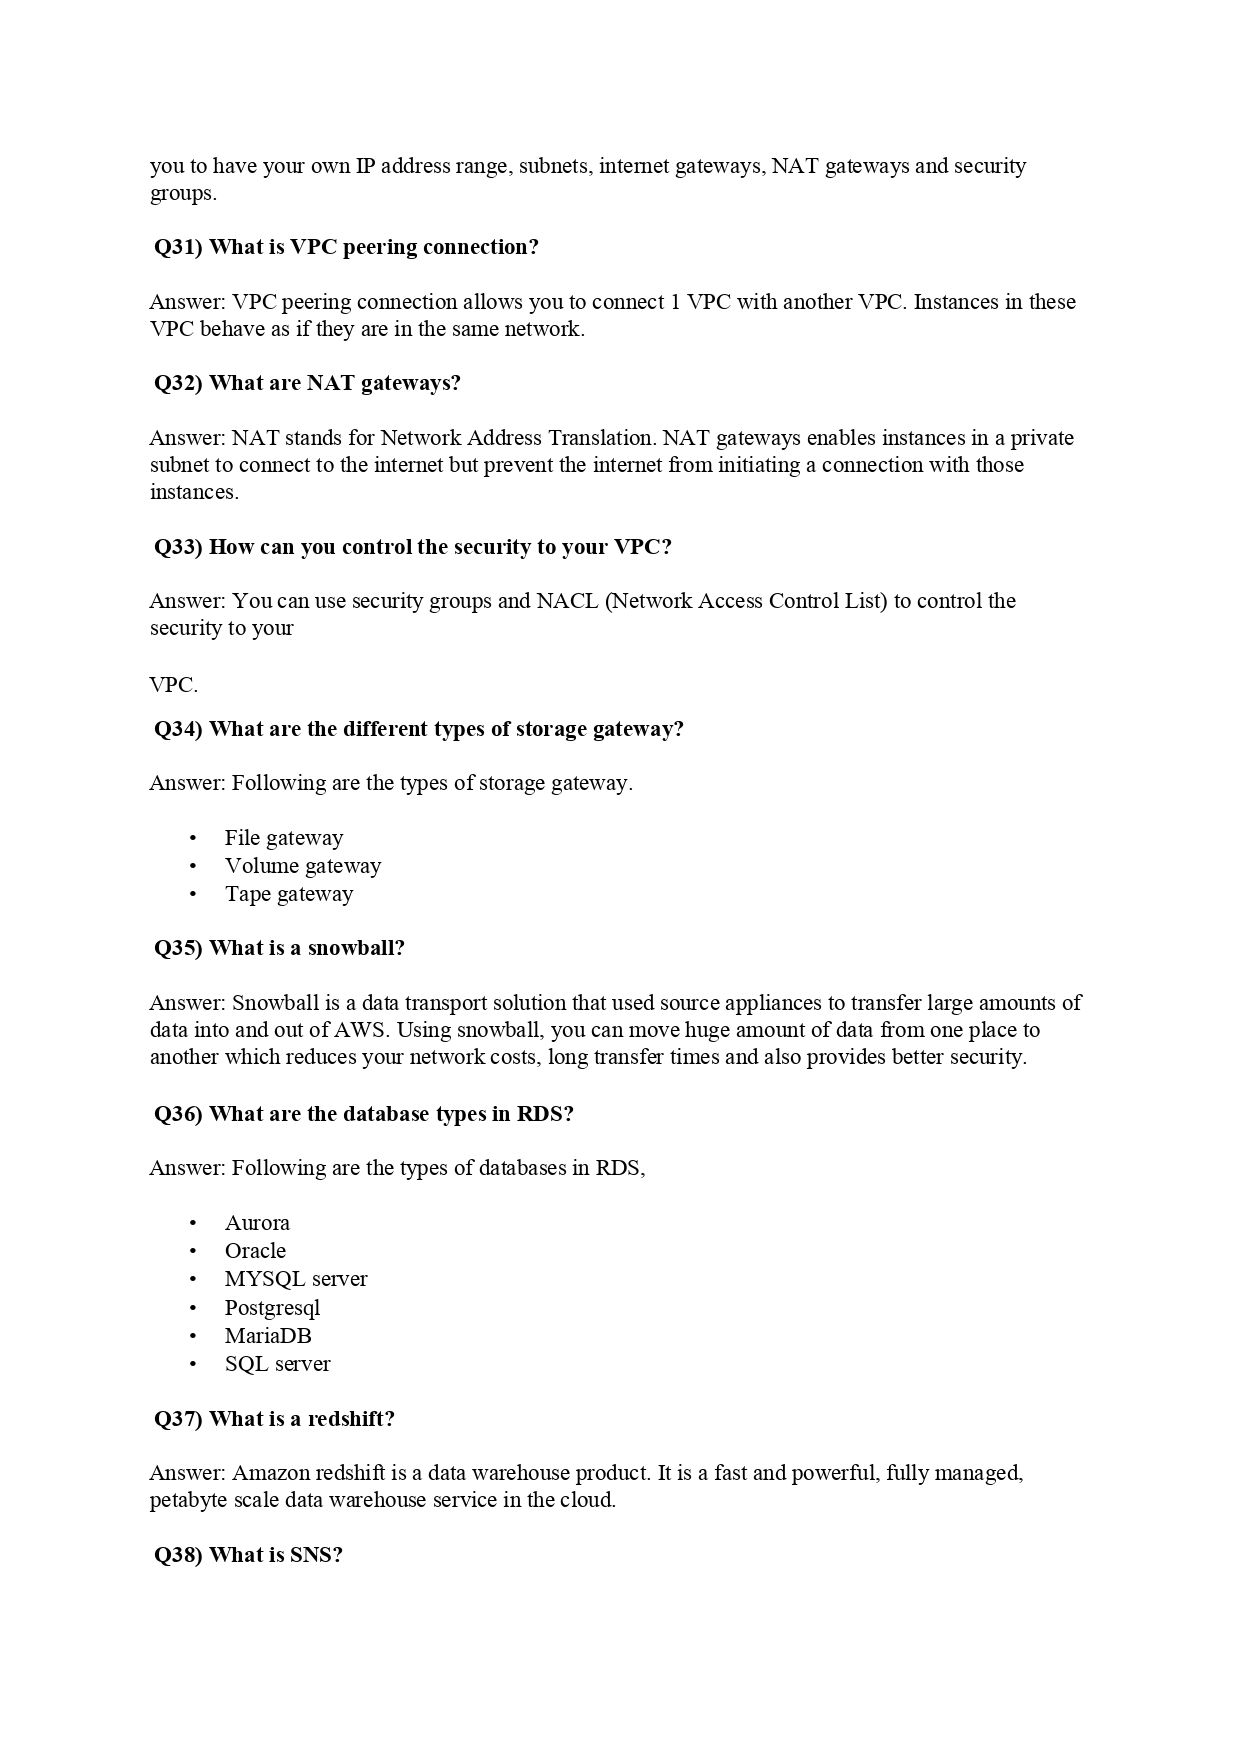 you to have your own IP address range, subnets, internet gateways, NAT gateways and security
groups.
Q31) What is VPC peering connection?
Answer: VPC peering connection allows you to connect 1 VPC with another VPC. Instances in these
VPC behave as if they are in the same network.
Q32) What are NAT gateways?
Answer: NAT stands for Network Address Translation. NAT gateways enables instances in a private
subnet to connect to the internet but prevent the internet from initiating a connection with those
instances.
Q33) How can you control the security to your VPC?
Answer: You can use security groups and NACL (Network Access Control List) to control the
security to your
VPC.
Q34) What are the different types of storage gateway?
Answer: Following are the types of storage gateway.
• File gateway
• Volume gateway
• Tape gateway
Q35) What is a snowball?
Answer: Snowball is a data transport solution that used source appliances to transfer large amounts of
data into and out of AWS. Using snowball, you can move huge amount of data from one place to
another which reduces your network costs, long transfer times and also provides better security.
Q36) What are the database types in RDS?
Answer: Following are the types of databases in RDS,
• Aurora
• Oracle
• MYSQL server
• Postgresql
• MariaDB
• SQL server
Q37) What is a redshift?
Answer: Amazon redshift is a data warehouse product. It is a fast and powerful, fully managed,
petabyte scale data warehouse service in the cloud.
Q38) What is SNS?